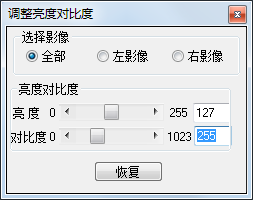 调整亮度对比度
选择影像
全部 左影像 右影像
亮度对比度
亮 度 0 255 127
对比度 0 1023 255
恢复